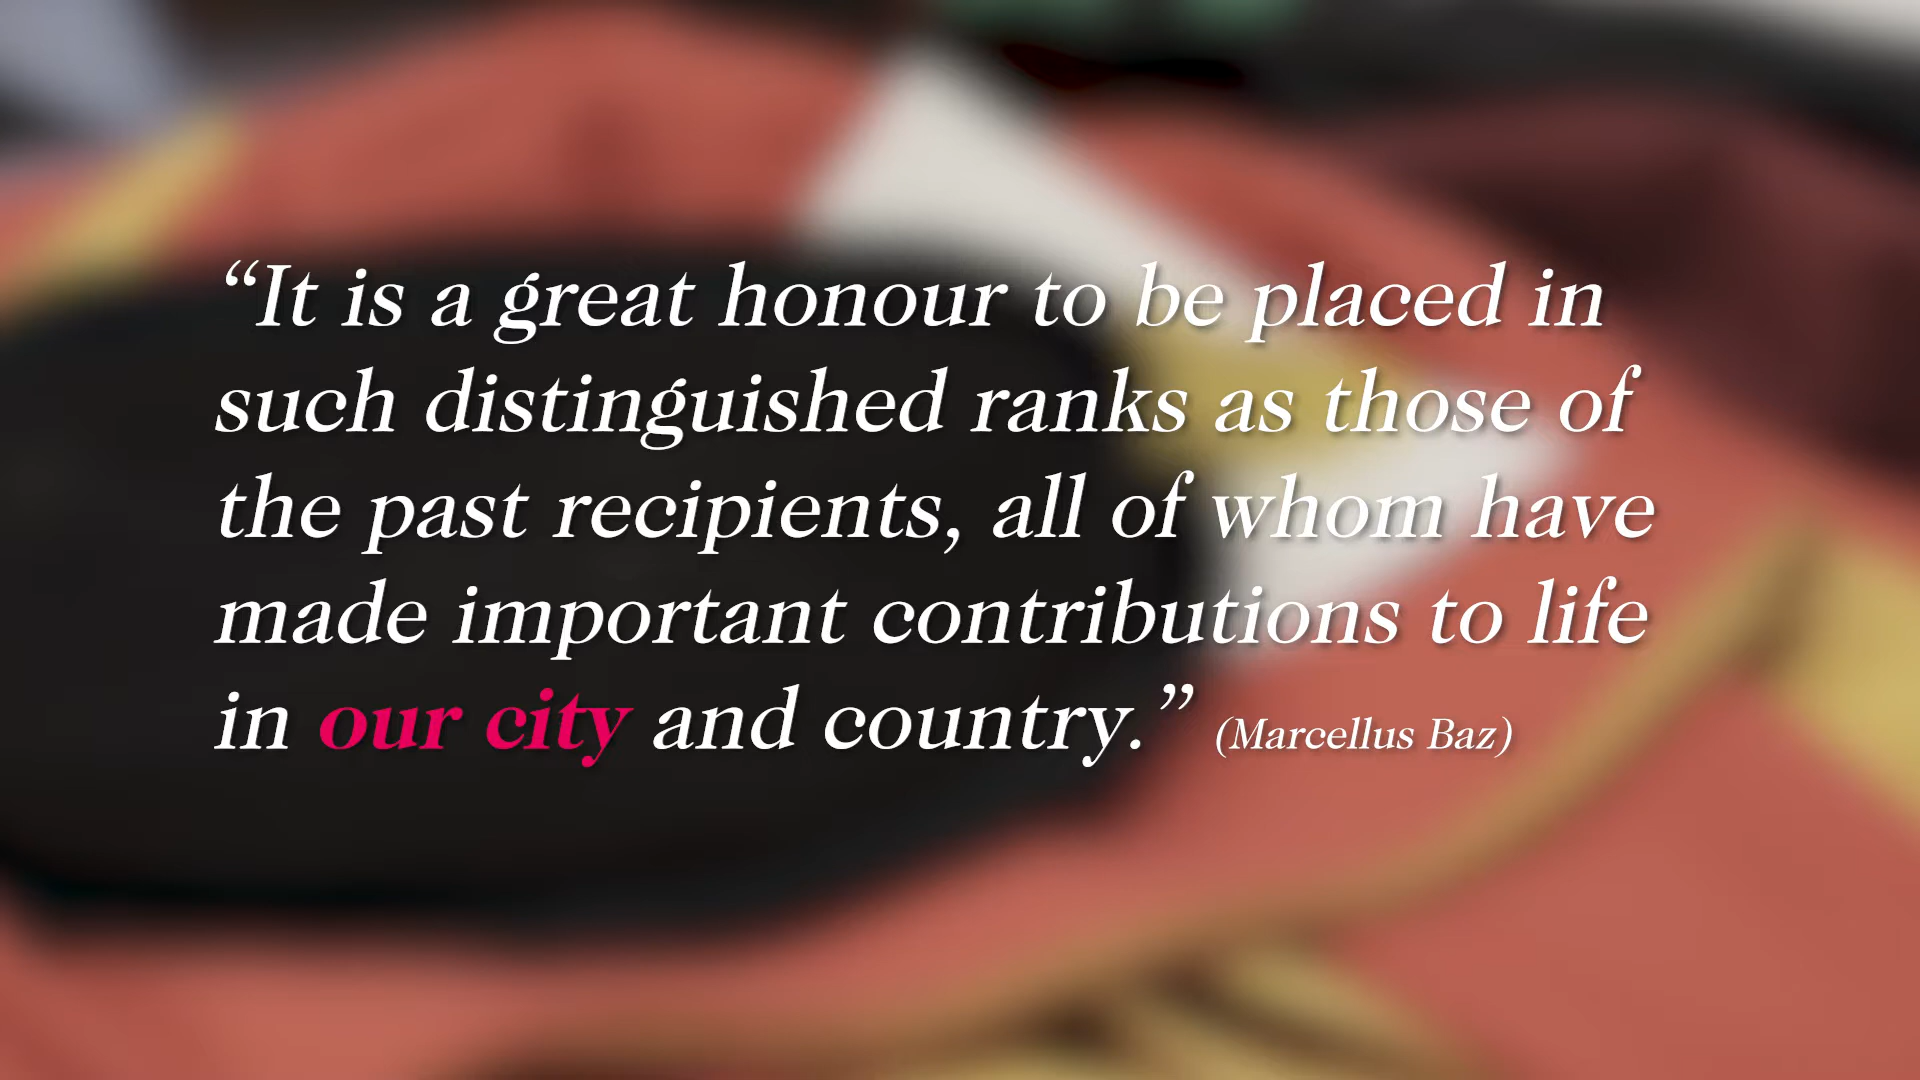 “It is a great honour to be placed in
such distinguished ranks as those of
the past recipients, all of whom have
made important contributions to life
in our city and country.” (Marcellus Baz)